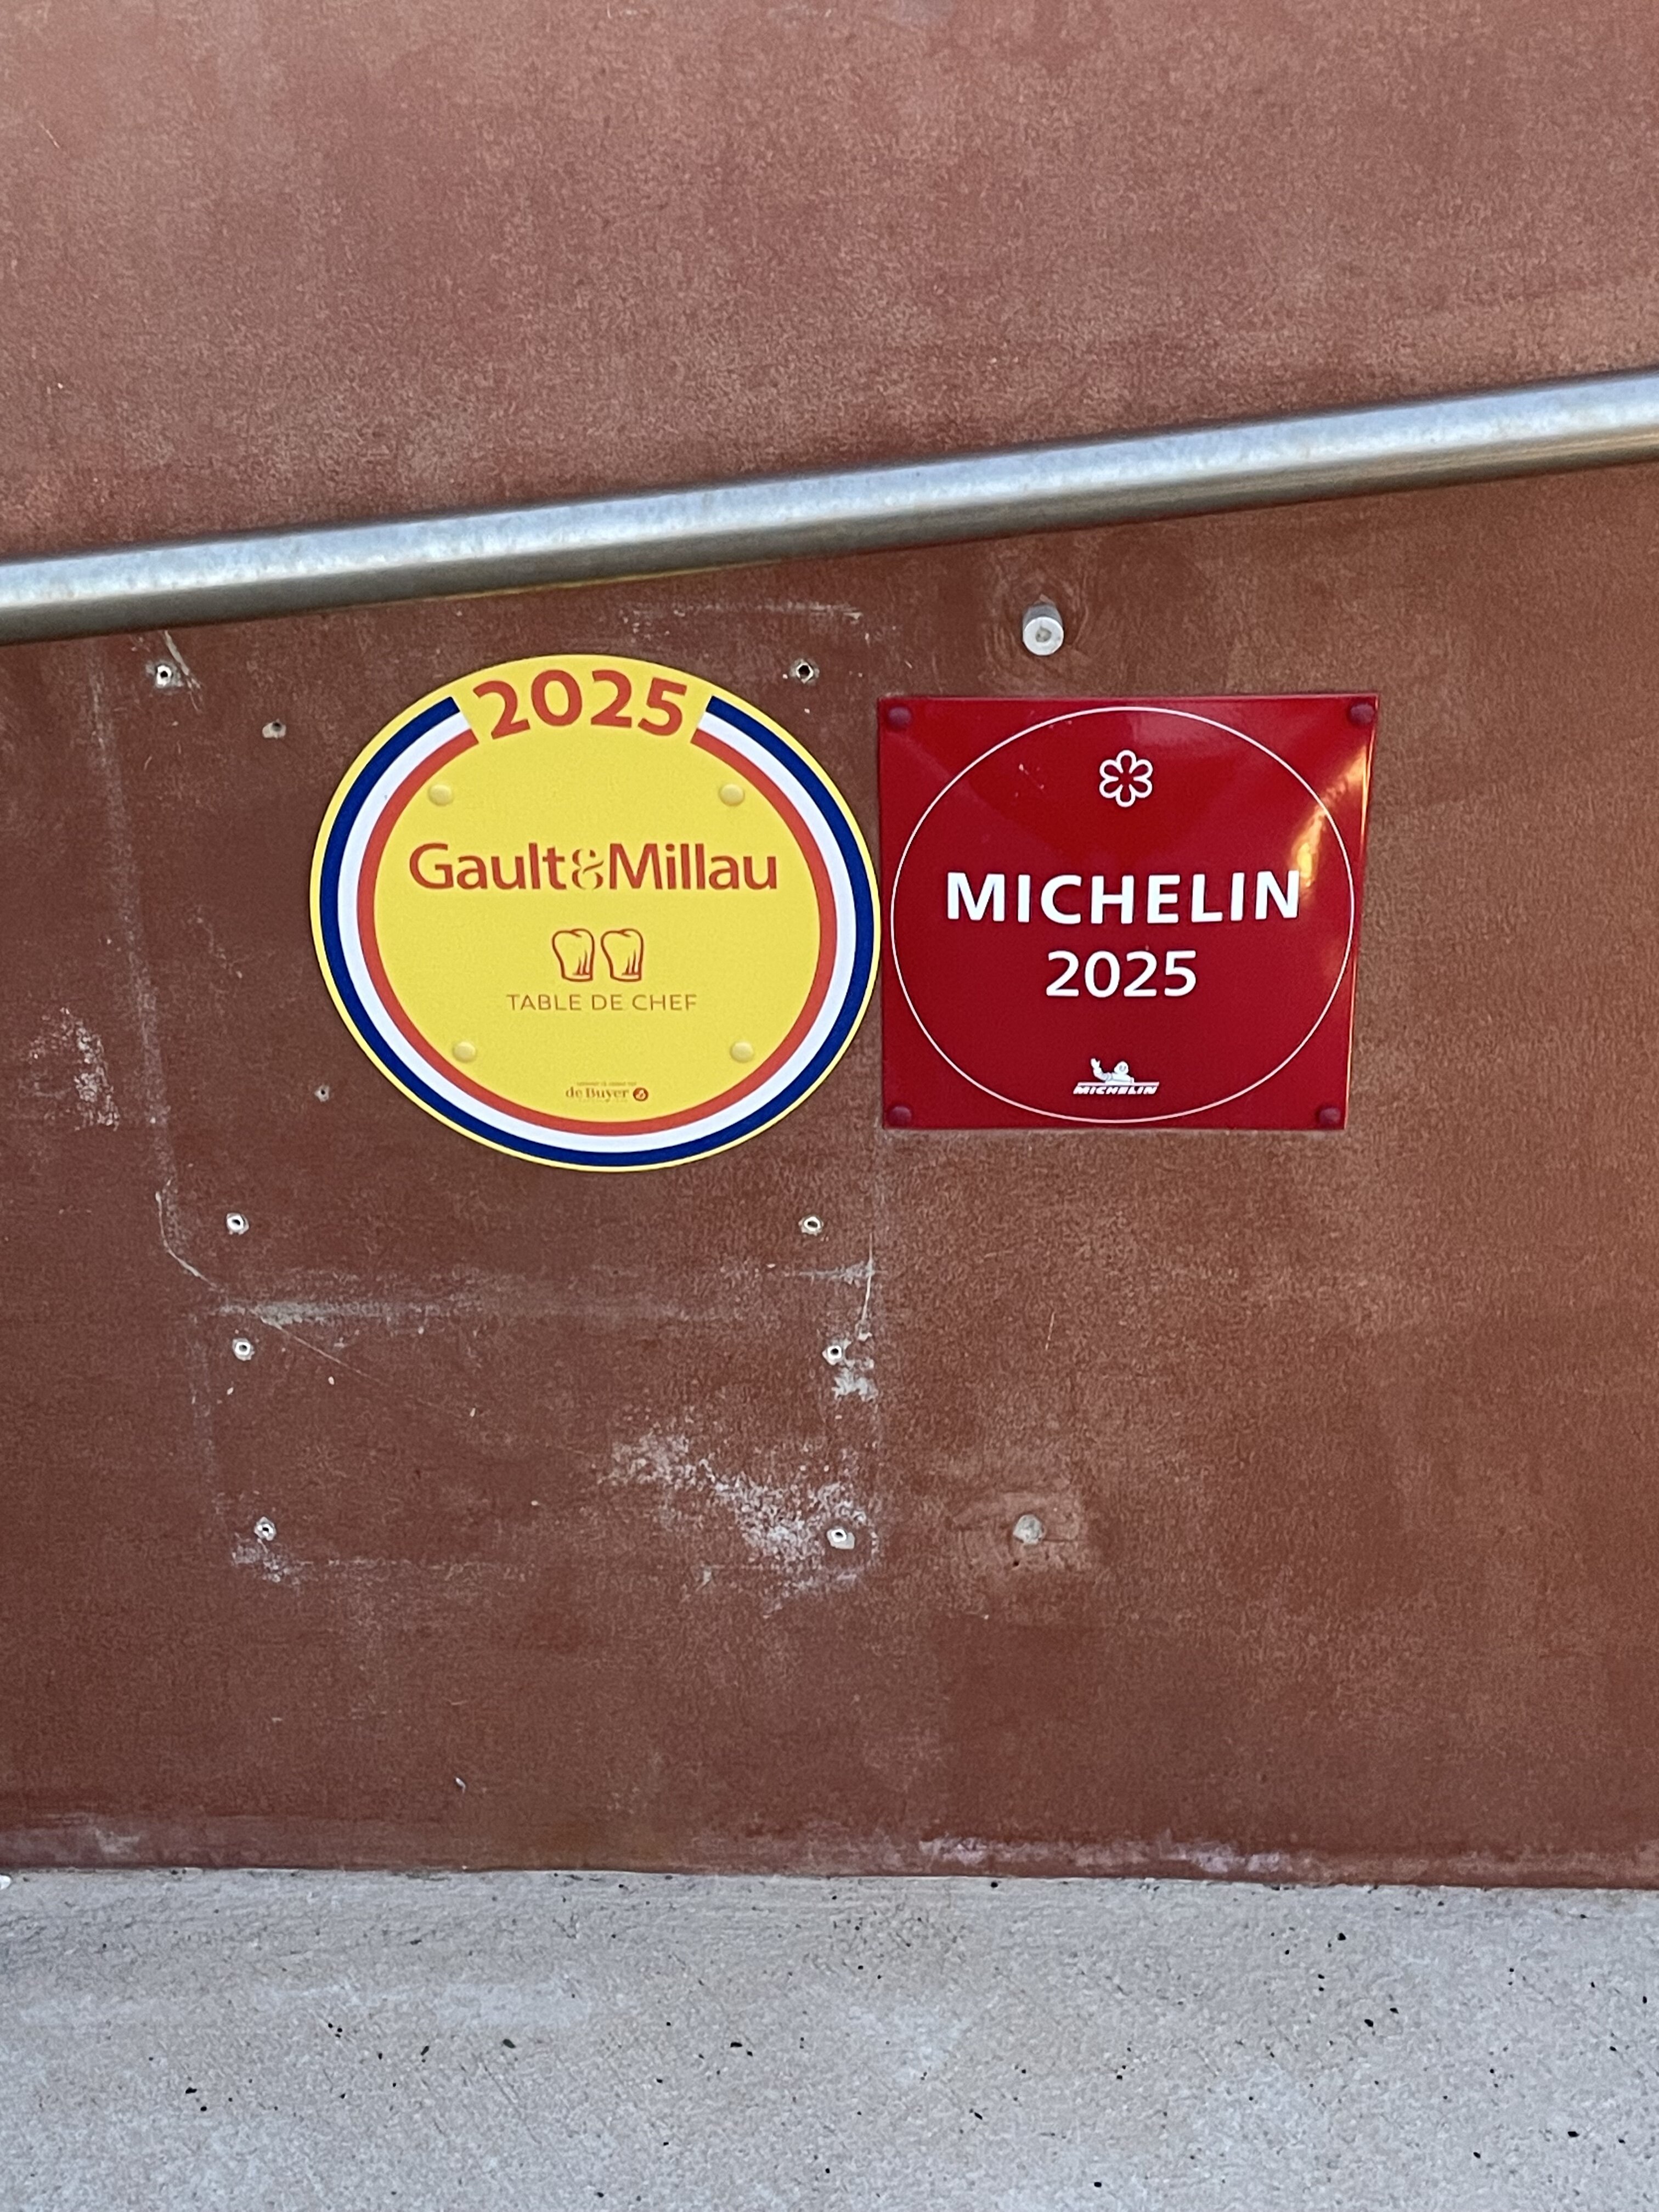 2025
Gault&Millau
TABLE DE CHEF
de Buyer
MICHELIN
2025
MICHELIN